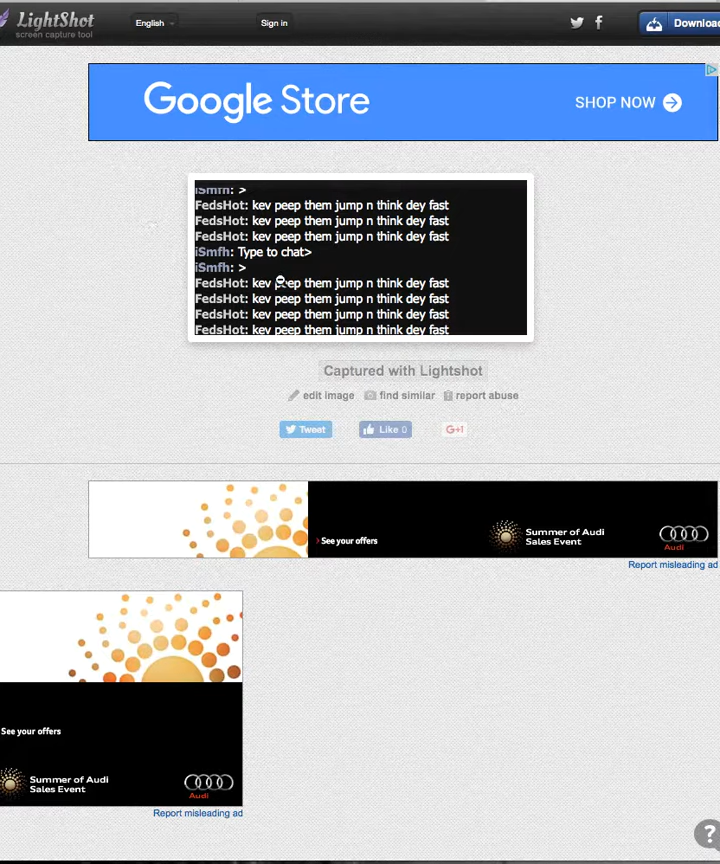 LightShot
screen capture tool
English
Sign in
Google Store
SHOP NOW
iSmfh: >
FedsHot: kev peep them jump n think dey fast
FedsHot: kev peep them jump n think dey fast
FedsHot: kev peep them jump n think dey fast
iSmfh: Type to chat>
iSmfh: >
FedsHot: kev peep them jump n think dey fast
FedsHot: kev peep them jump n think dey fast
FedsHot: kev peep them jump n think dey fast
FedsHot: kev peep them jump n think dey fast
Captured with Lightshot
edit image find similar report abuse
Tweet Like 0 G+1
See your offers
Summer of Audi
Sales Event
Audi
Report misleading ad
See your offers
Summer of Audi
Sales Event
Audi
Report misleading ad
?